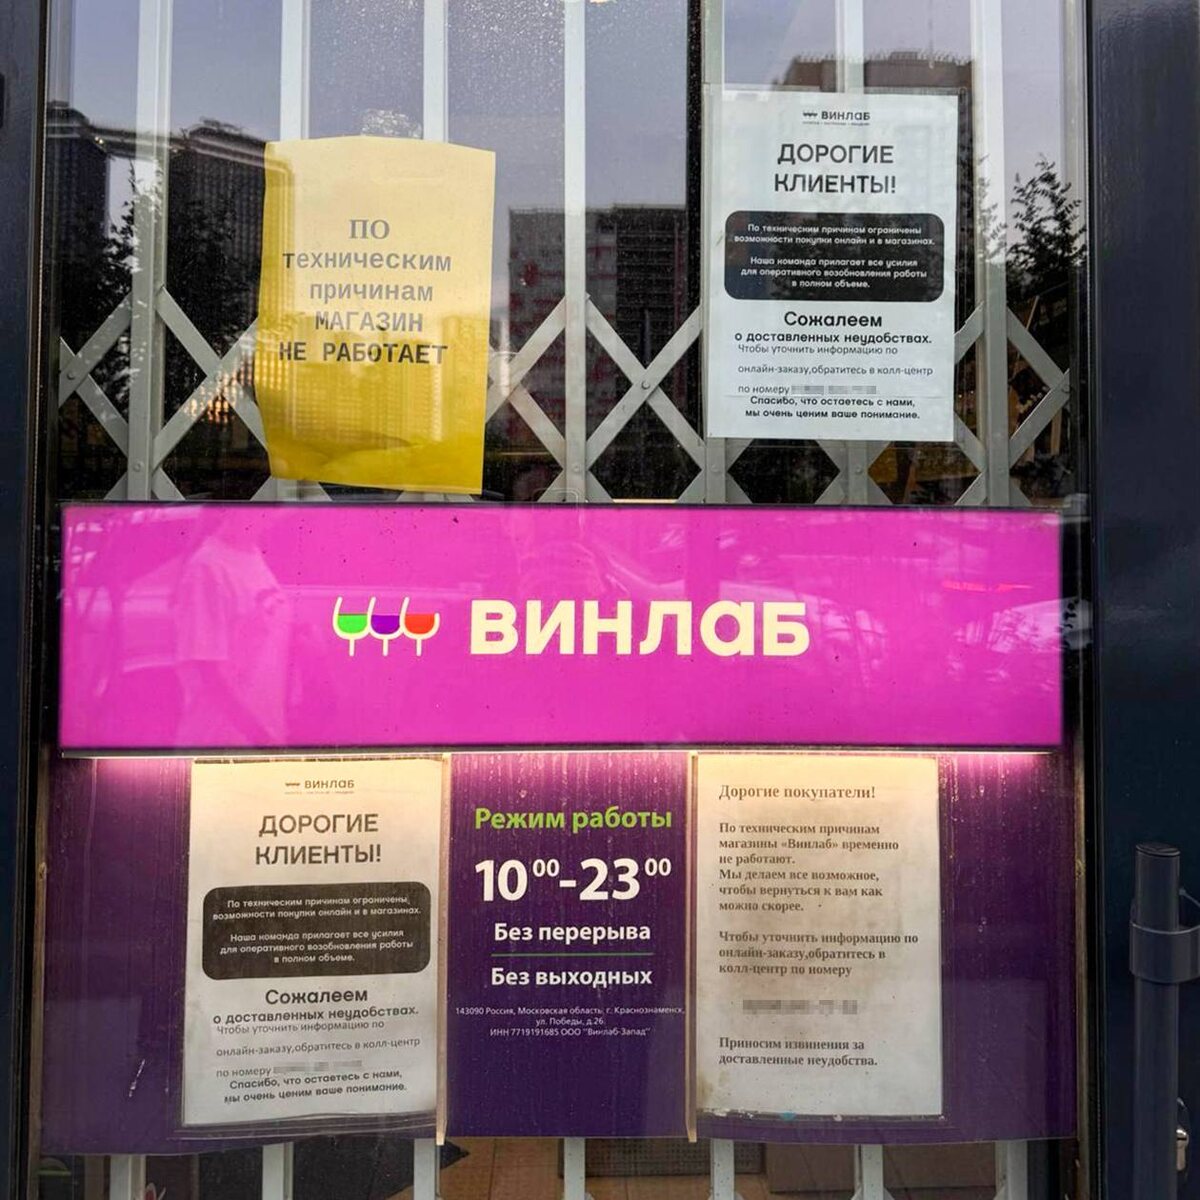 ПО
техническим
причинам
МАГАЗИН
НЕ РАБОТАЕТ
ВИНЛАБ
ДОРОГИЕ
КЛИЕНТЫ!
По техническим причинам ограничены
возможности покупки онлайн и в магазинах.
Наша команда прилагает все усилия
для оперативного возобновления работы
в полном объеме.
Сожалеем
о доставленных неудобствах.
Чтобы уточнить информацию по
онлайн-заказу,обратитесь в колл-центр
по номеру
Спасибо, что остаетесь с нами,
мы очень ценим ваше понимание.
ВИНЛАБ
ВИНЛАБ
ДОРОГИЕ
КЛИЕНТЫ!
По техническим причинам ограничены
возможности покупки онлайн и в магазинах.
Наша команда прилагает все усилия
для оперативного возобновления работы
в полном объеме.
Сожалеем
о доставленных неудобствах.
Чтобы уточнить информацию по
онлайн-заказу,обратитесь в колл-центр
по номеру
Спасибо, что остаетесь с нами,
мы очень ценим ваше понимание.
Режим работы
10⁰⁰-23⁰⁰
Без перерыва
Без выходных
143090 Россия, Московская область, г. Краснознаменск,
ул. Победы, д.26.
ИНН 7719191685 ООО "Винлаб-Запад"
Дорогие покупатели!
По техническим причинам
магазины «Винлаб» временно
не работают.
Мы делаем все возможное,
чтобы вернуться к вам как
можно скорее.
Чтобы уточнить информацию по
онлайн-заказу,обратитесь в
колл-центр по номеру
Приносим извинения за
доставленные неудобства.